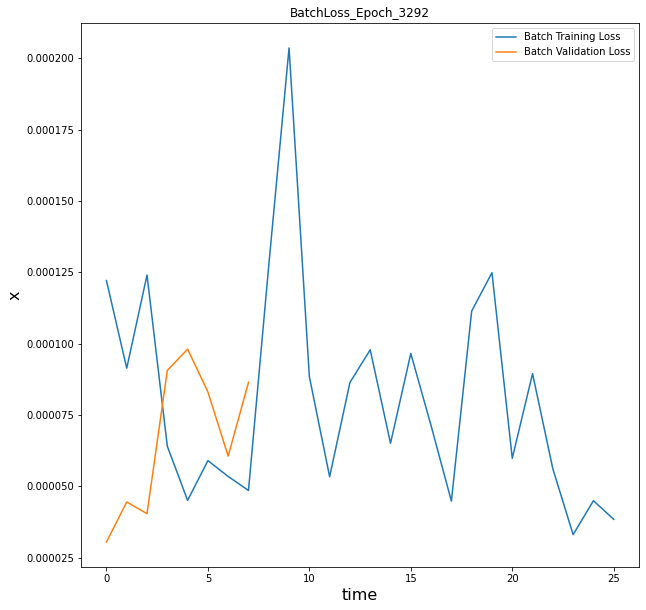 BatchLoss_Epoch_3292
Batch Training Loss
Batch Validation Loss
0.000200
0.000175
0.000150
0.000125
0.000100
0.000075
0.000050
0.000025
x
0 5 10 15 20 25
time